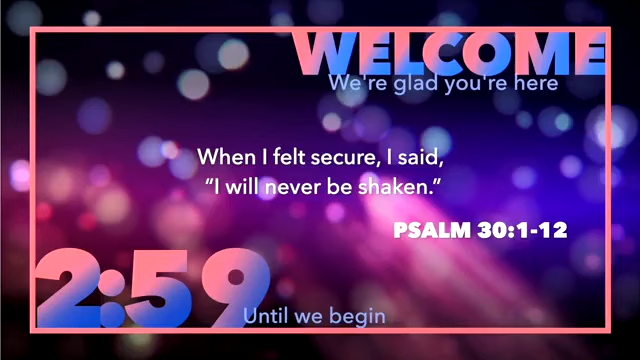 WELCOME
We're glad you're here
When I felt secure, I said,
“I will never be shaken.”
PSALM 30:1-12
2:59
Until we begin